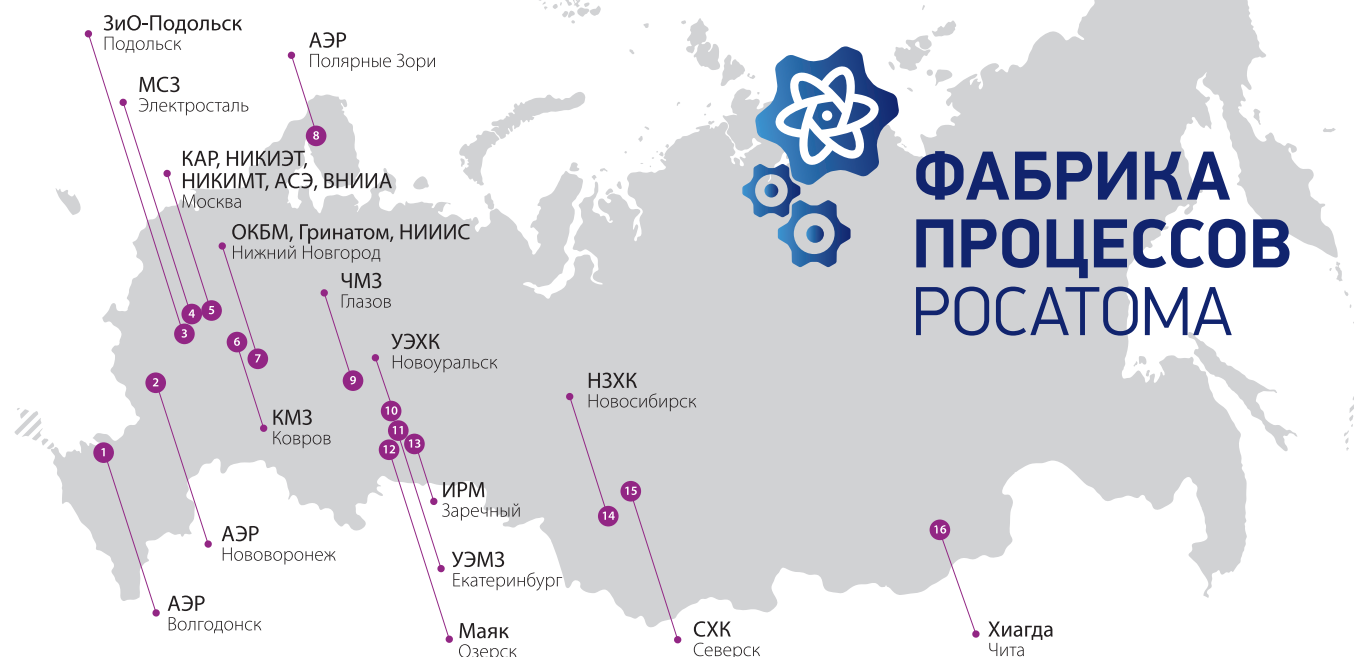 ЗиО-Подольск
Подольск
МСЗ
Электросталь
КАР, НИКИЭТ,
НИКИМТ, АСЭ, ВНИИА
Москва
АЭР
Полярные Зори
ОКБМ, Гринатом, НИИИС
Нижний Новгород
ЧМЗ
Глазов
УЭХК
Новоуральск
НЗХК
Новосибирск
КМЗ
Ковров
ИРМ
Заречный
АЭР
Нововоронеж
УЭМЗ
Екатеринбург
АЭР
Волгодонск
Маяк
Озерск
СХК
Северск
Хиагда
Чита
ФАБРИКА
ПРОЦЕССОВ
РОСАТОМА
1
2
3
4
5
6
7
8
9
10
11
12
13
14
15
16